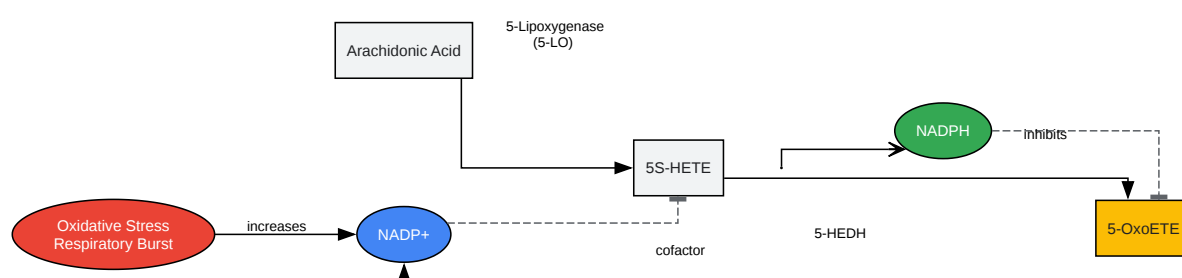 5-Lipoxygenase
(5-LO)
Arachidonic Acid
NADPH
inhibits
5S-HETE
Oxidative Stress
Respiratory Burst
increases
NADP+
5-HEDH
5-OxoETE
cofactor